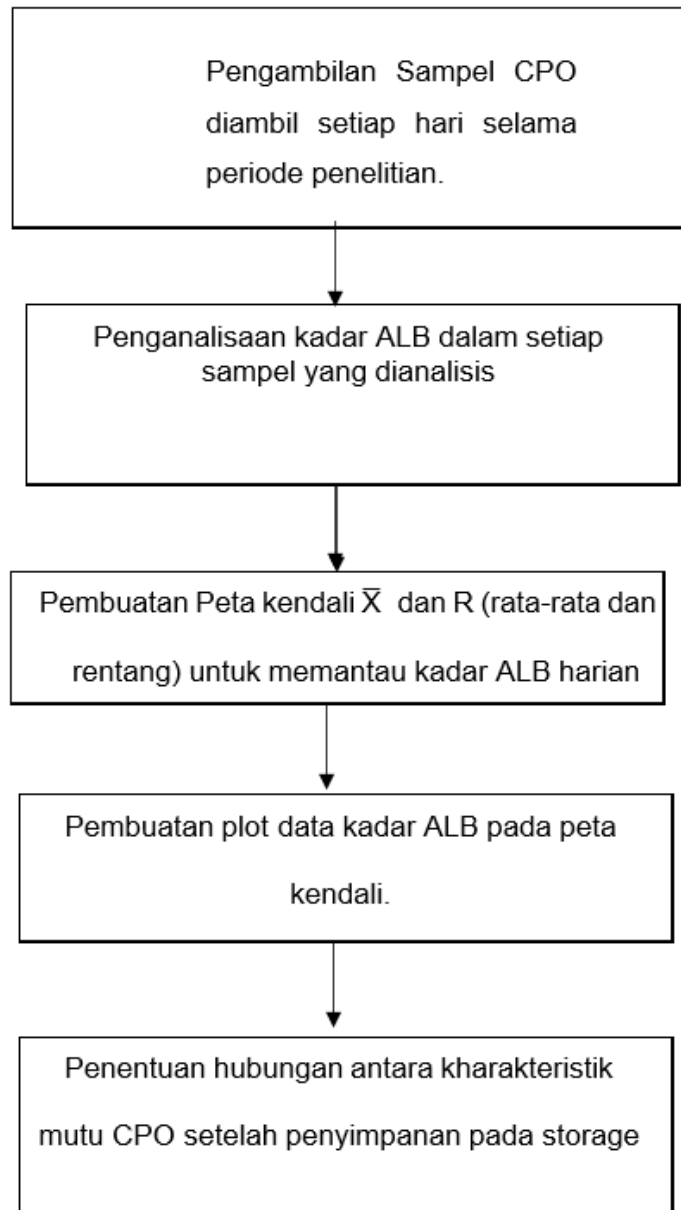 Pengambilan Sampel CPO
diambil setiap hari selama
periode penelitian.
Penganalisaan kadar ALB dalam setiap
sampel yang dianalisis
Pembuatan Peta kendali X̅ dan R (rata-rata dan
rentang) untuk memantau kadar ALB harian
Pembuatan plot data kadar ALB pada peta
kendali.
Penentuan hubungan antara kharakteristik
mutu CPO setelah penyimpanan pada storage